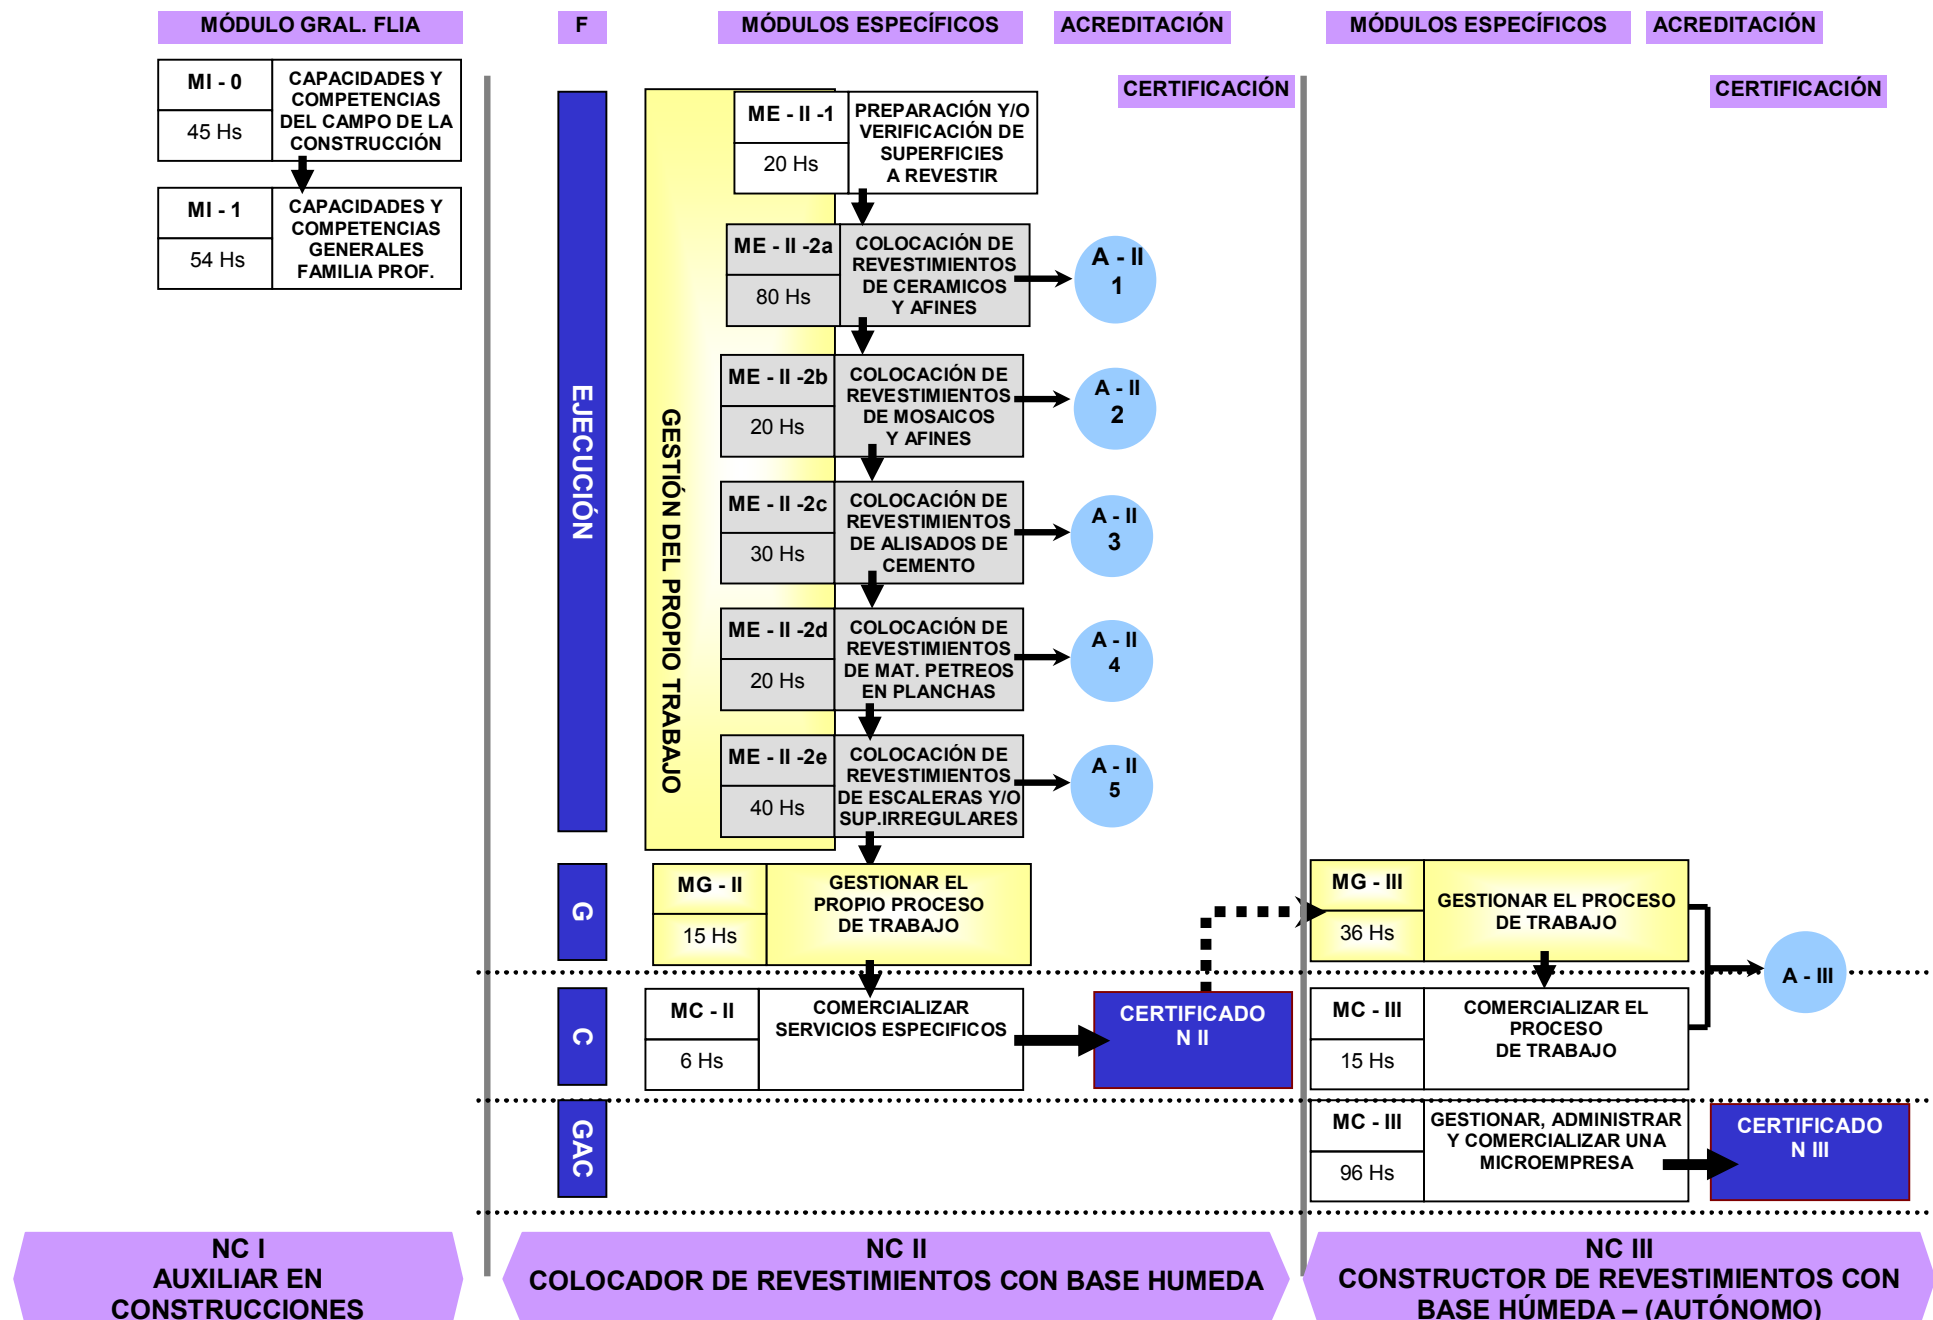 MÓDULO GRAL. FLIA
F
MÓDULOS ESPECÍFICOS
ACREDITACIÓN
MÓDULOS ESPECÍFICOS
ACREDITACIÓN
CERTIFICACIÓN
CERTIFICACIÓN
MI - 0
45 Hs
CAPACIDADES Y
COMPETENCIAS
DEL CAMPO DE LA
CONSTRUCCIÓN
MI - 1
54 Hs
CAPACIDADES Y
COMPETENCIAS
GENERALES
FAMILIA PROF.
EJECUCIÓN
GESTIÓN DEL PROPIO TRABAJO
ME - II -1
20 Hs
PREPARACIÓN Y/O
VERIFICACIÓN DE
SUPERFICIES
A REVESTIR
ME - II -2a
80 Hs
COLOCACIÓN DE
REVESTIMIENTOS
DE CERAMICOS
Y AFINES
A - II
1
ME - II -2b
20 Hs
COLOCACIÓN DE
REVESTIMIENTOS
DE MOSAICOS
Y AFINES
A - II
2
ME - II -2c
30 Hs
COLOCACIÓN DE
REVESTIMIENTOS
DE ALISADOS DE
CEMENTO
A - II
3
ME - II -2d
20 Hs
COLOCACIÓN DE
REVESTIMIENTOS
DE MAT. PETREOS
EN PLANCHAS
A - II
4
ME - II -2e
40 Hs
COLOCACIÓN DE
REVESTIMIENTOS
DE ESCALERAS Y/O
SUP.IRREGULARES
A - II
5
G
MG - II
15 Hs
GESTIONAR EL
PROPIO PROCESO
DE TRABAJO
MG - III
36 Hs
GESTIONAR EL PROCESO
DE TRABAJO
A - III
C
MC - II
6 Hs
COMERCIALIZAR
SERVICIOS ESPECIFICOS
CERTIFICADO
N II
MC - III
15 Hs
COMERCIALIZAR EL
PROCESO
DE TRABAJO
GAC
MC - III
96 Hs
GESTIONAR, ADMINISTRAR
Y COMERCIALIZAR UNA
MICROEMPRESA
CERTIFICADO
N III
NC I
AUXILIAR EN
CONSTRUCCIONES
NC II
COLOCADOR DE REVESTIMIENTOS CON BASE HUMEDA
NC III
CONSTRUCTOR DE REVESTIMIENTOS CON
BASE HÚMEDA – (AUTÓNOMO)